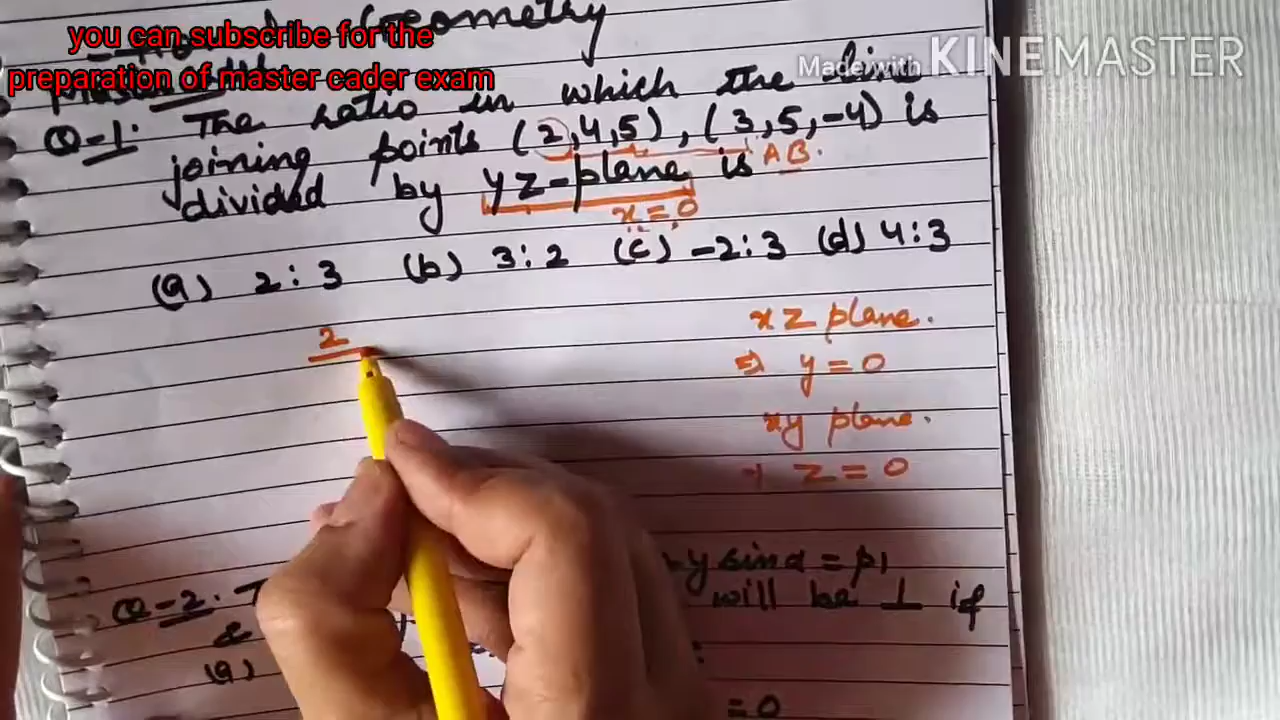 Geometry
you can subscribe for the
preparation of master cader exam
Made with KINEMASTER
Q-1. The ratio in which the line
joining points (2,4,5), (3,5,-4) is
divided by yz-plane is AB.
x=0
(a) 2:3 (b) 3:2 (c) -2:3 (d) 4:3
2
xz plane.
⇒ y=0
xy plane.
⇒ z=0
y sin α = p1
Q-2.
will be ⊥ if
&
(a)
=0